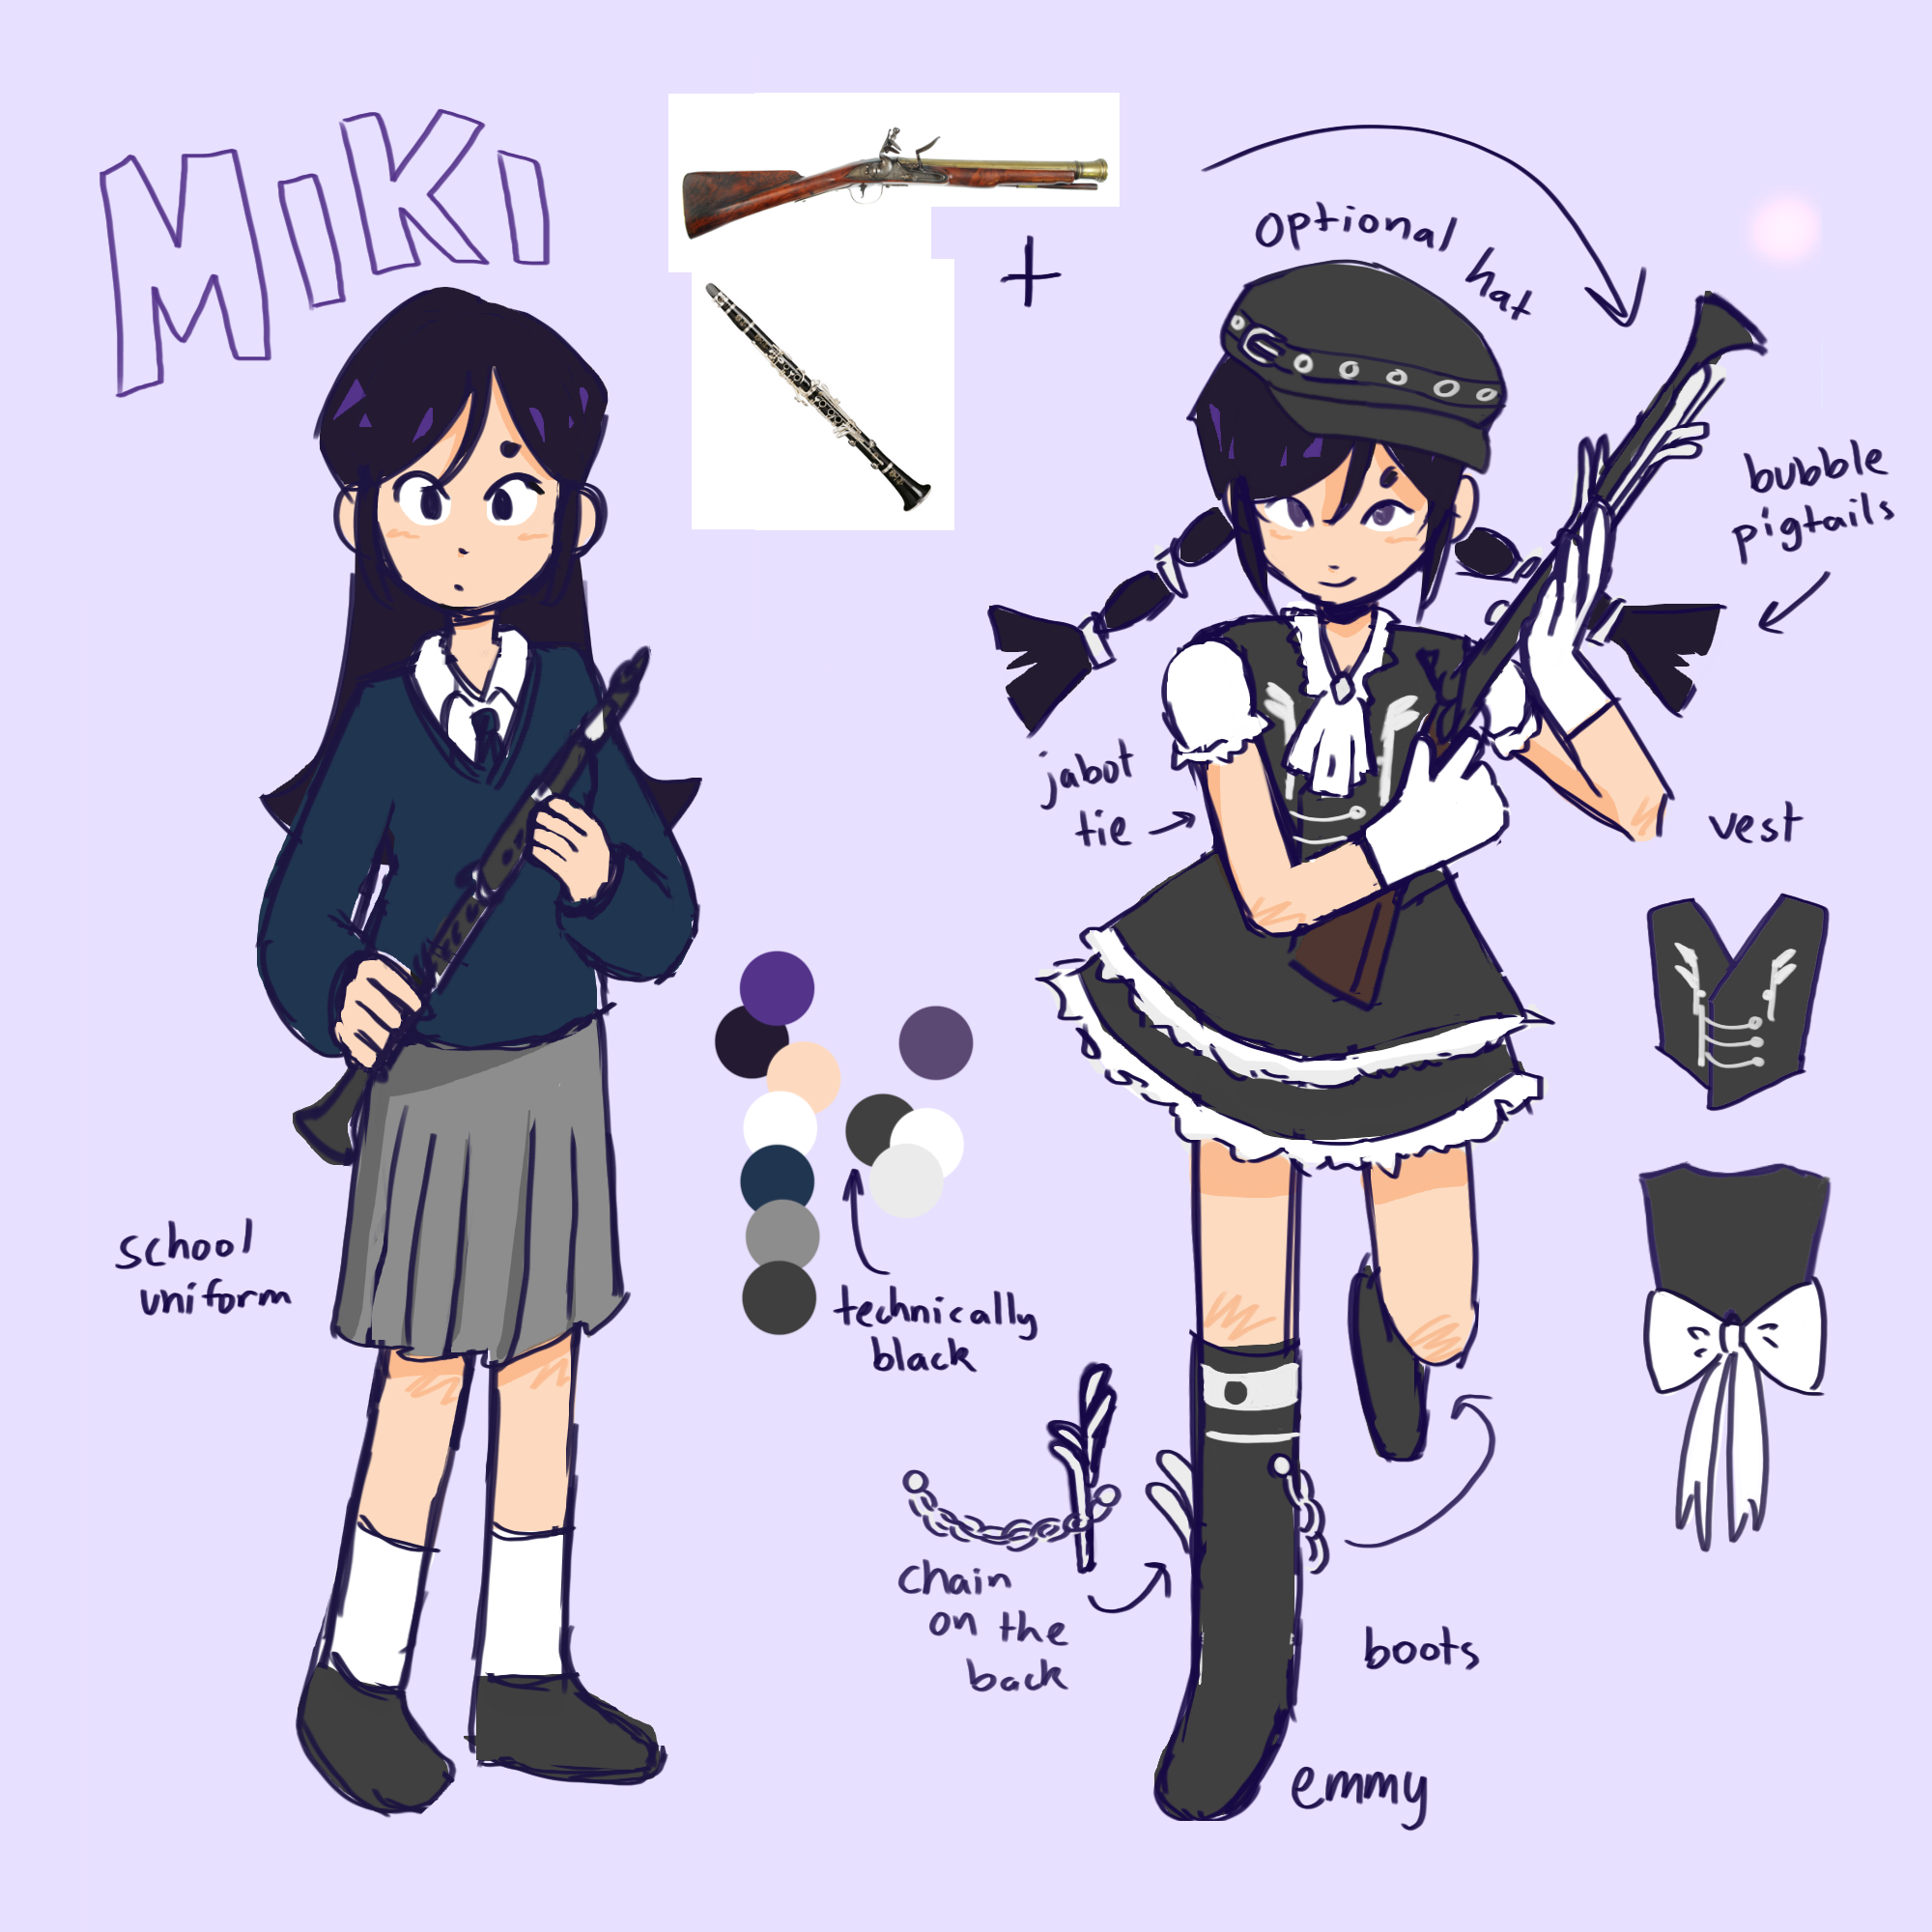 MiKi
+
optional hat
bubble
pigtails
jabot
tie
vest
school
uniform
technically
black
chain
on the
back
boots
emmy